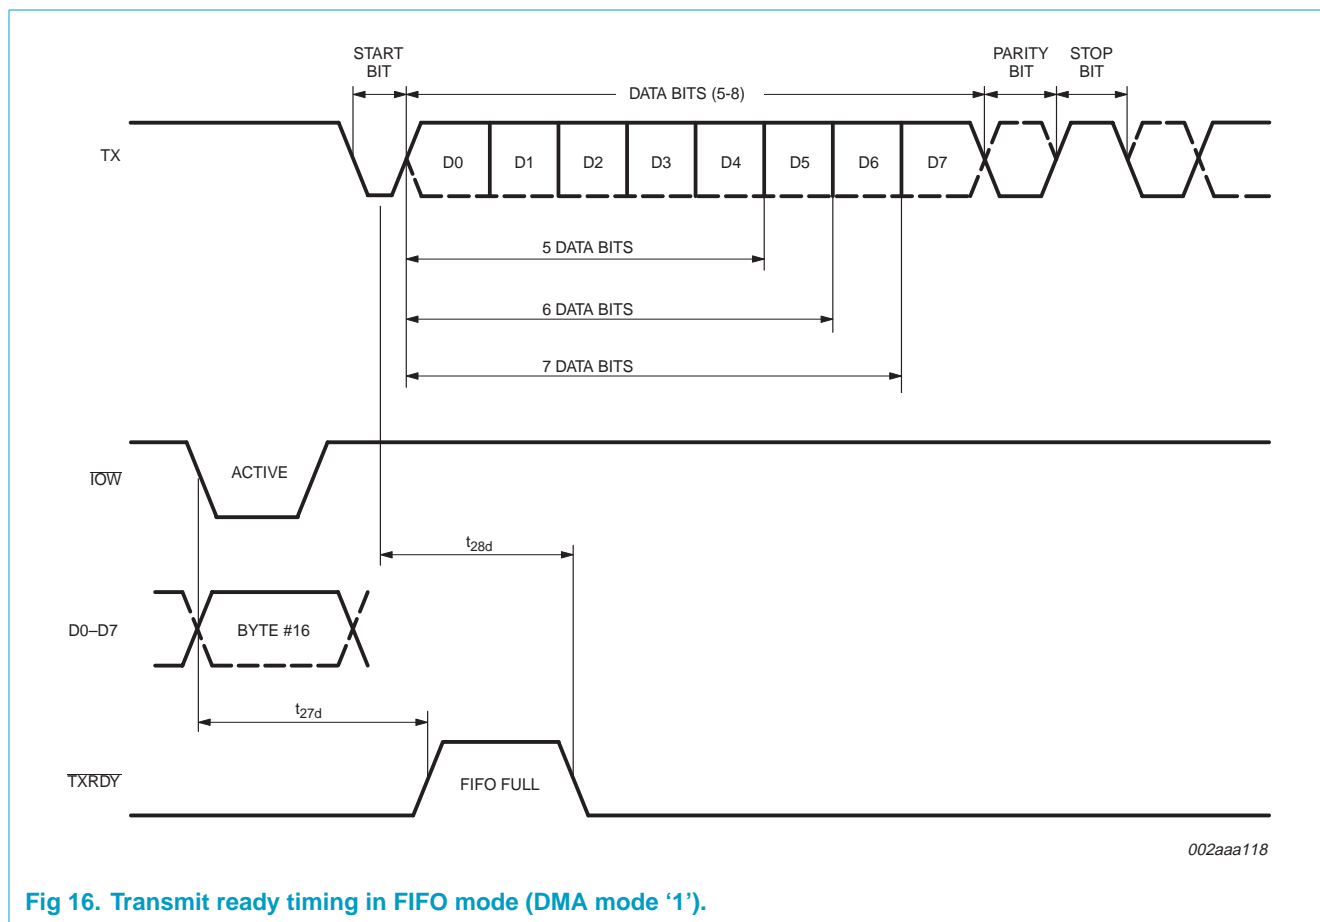 START
BIT
PARITY
BIT
STOP
BIT
DATA BITS (5-8)
TX
D0
D1
D2
D3
D4
D5
D6
D7
5 DATA BITS
6 DATA BITS
7 DATA BITS
IOW
ACTIVE
t28d
D0–D7
BYTE #16
t27d
TXRDY
FIFO FULL
002aaa118
Fig 16. Transmit ready timing in FIFO mode (DMA mode ‘1’).